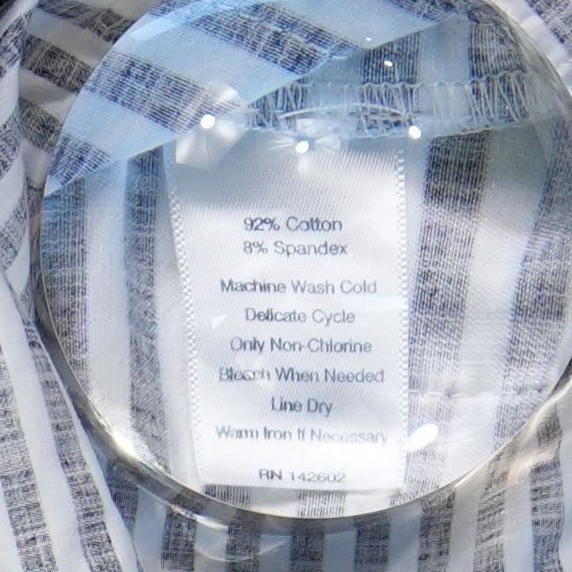 92% Cotton
8% Spandex
Machine Wash Cold
Delicate Cycle
Only Non-Chlorine
Bleach When Needed
Line Dry
Warm Iron If Necessary
RN 142602